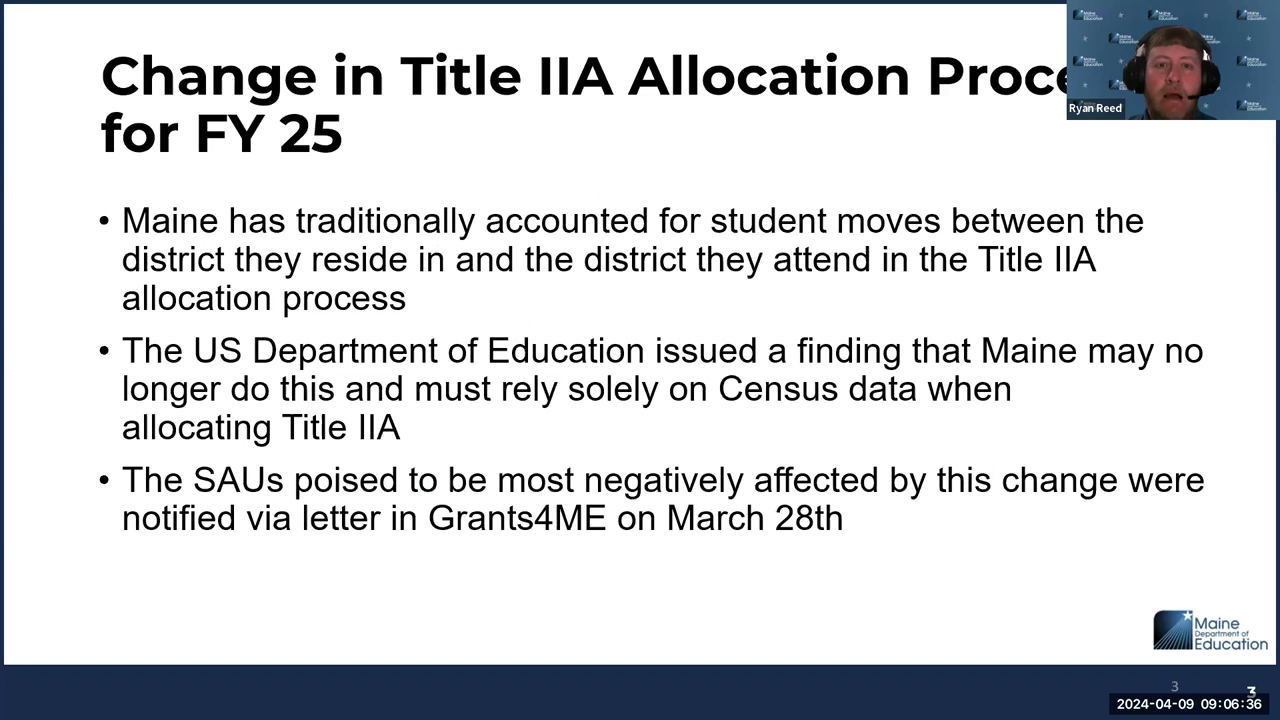 Change in Title IIA Allocation Proce
for FY 25
Ryan Reed
• Maine has traditionally accounted for student moves between the
district they reside in and the district they attend in the Title IIA
allocation process
• The US Department of Education issued a finding that Maine may no
longer do this and must rely solely on Census data when
allocating Title IIA
• The SAUs poised to be most negatively affected by this change were
notified via letter in Grants4ME on March 28th
Maine
Department of
Education
3
3
2024-04-09 09:06:36